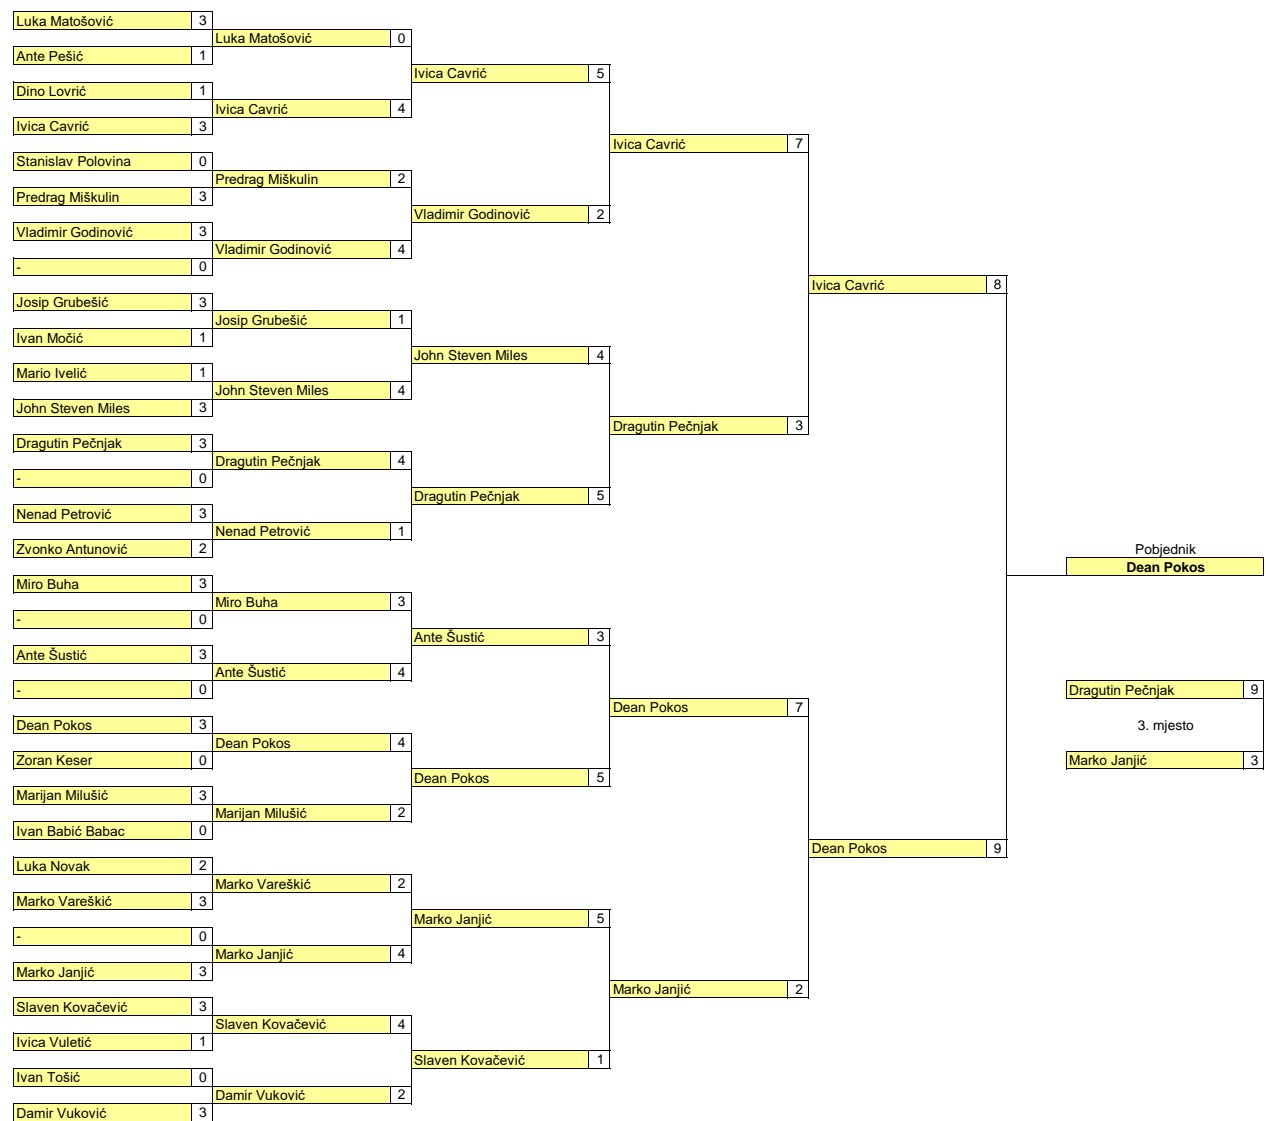 Luka Matošović 3
Luka Matošović 0
Ante Pešić 1
Ivica Cavrić 5
Dino Lovrić 1
Ivica Cavrić 4
Ivica Cavrić 3
Ivica Cavrić 7
Stanislav Polovina 0
Predrag Miškulin 2
Predrag Miškulin 3
Vladimir Godinović 2
Vladimir Godinović 3
Vladimir Godinović 4
- 0
Ivica Cavrić 8
Josip Grubešić 3
Josip Grubešić 1
Ivan Močić 1
John Steven Miles 4
Mario Ivelić 1
John Steven Miles 4
John Steven Miles 3
Dragutin Pečnjak 3
Dragutin Pečnjak 3
Dragutin Pečnjak 4
- 0
Dragutin Pečnjak 5
Nenad Petrović 3
Nenad Petrović 1
Zvonko Antunović 2
Pobjednik
Dean Pokos
Miro Buha 3
Miro Buha 3
- 0
Ante Šustić 3
Ante Šustić 3
Ante Šustić 4
- 0
Dragutin Pečnjak 9
Dean Pokos 7
Dean Pokos 3
3. mjesto
Dean Pokos 4
Zoran Keser 0
Marko Janjić 3
Dean Pokos 5
Marijan Milušić 3
Marijan Milušić 2
Ivan Babić Babac 0
Dean Pokos 9
Luka Novak 2
Marko Vareškić 2
Marko Vareškić 3
Marko Janjić 5
- 0
Marko Janjić 4
Marko Janjić 3
Marko Janjić 2
Slaven Kovačević 3
Slaven Kovačević 4
Ivica Vuletić 1
Slaven Kovačević 1
Ivan Tošić 0
Damir Vuković 2
Damir Vuković 3